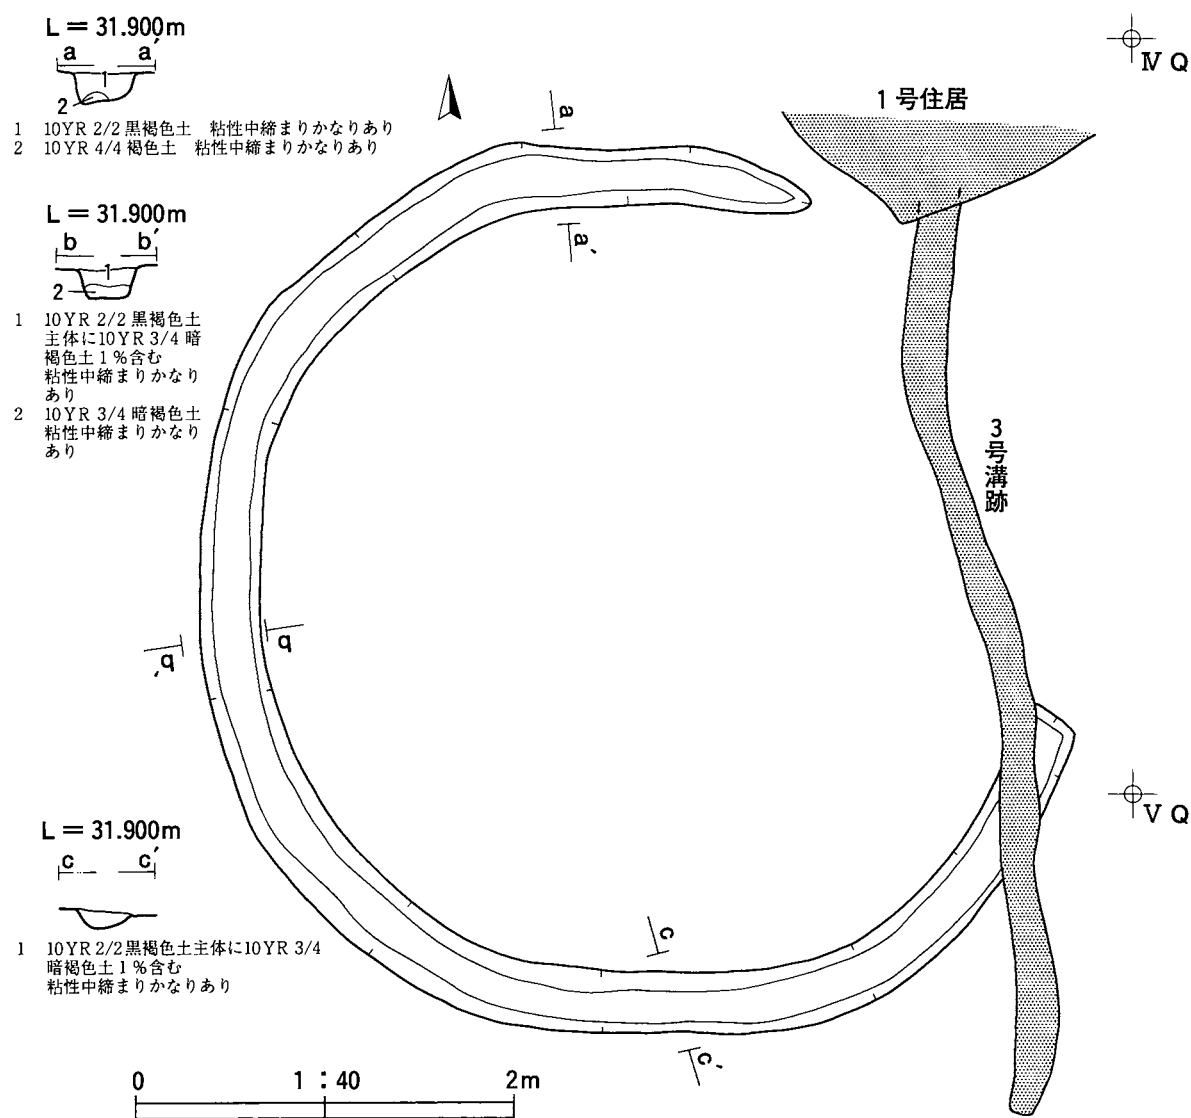 L = 31.900m
a a′
1
2
1 10YR 2/2 黒褐色土 粘性中締まりかなりあり
2 10YR 4/4 褐色土 粘性中締まりかなりあり
L = 31.900m
b b′
1
2
1 10YR 2/2 黒褐色土
主体に10YR 3/4 暗
褐色土1%含む
粘性中締まりかなり
あり
2 10YR 3/4 暗褐色土
粘性中締まりかなり
あり
L = 31.900m
c c′
1 10YR 2/2黒褐色土主体に10YR 3/4
暗褐色土1%含む
粘性中締まりかなりあり
a
a′
b′
b
c
c′
1号住居
3号溝跡
Ⅳ Q
Ⅴ Q
0 1:40 2m